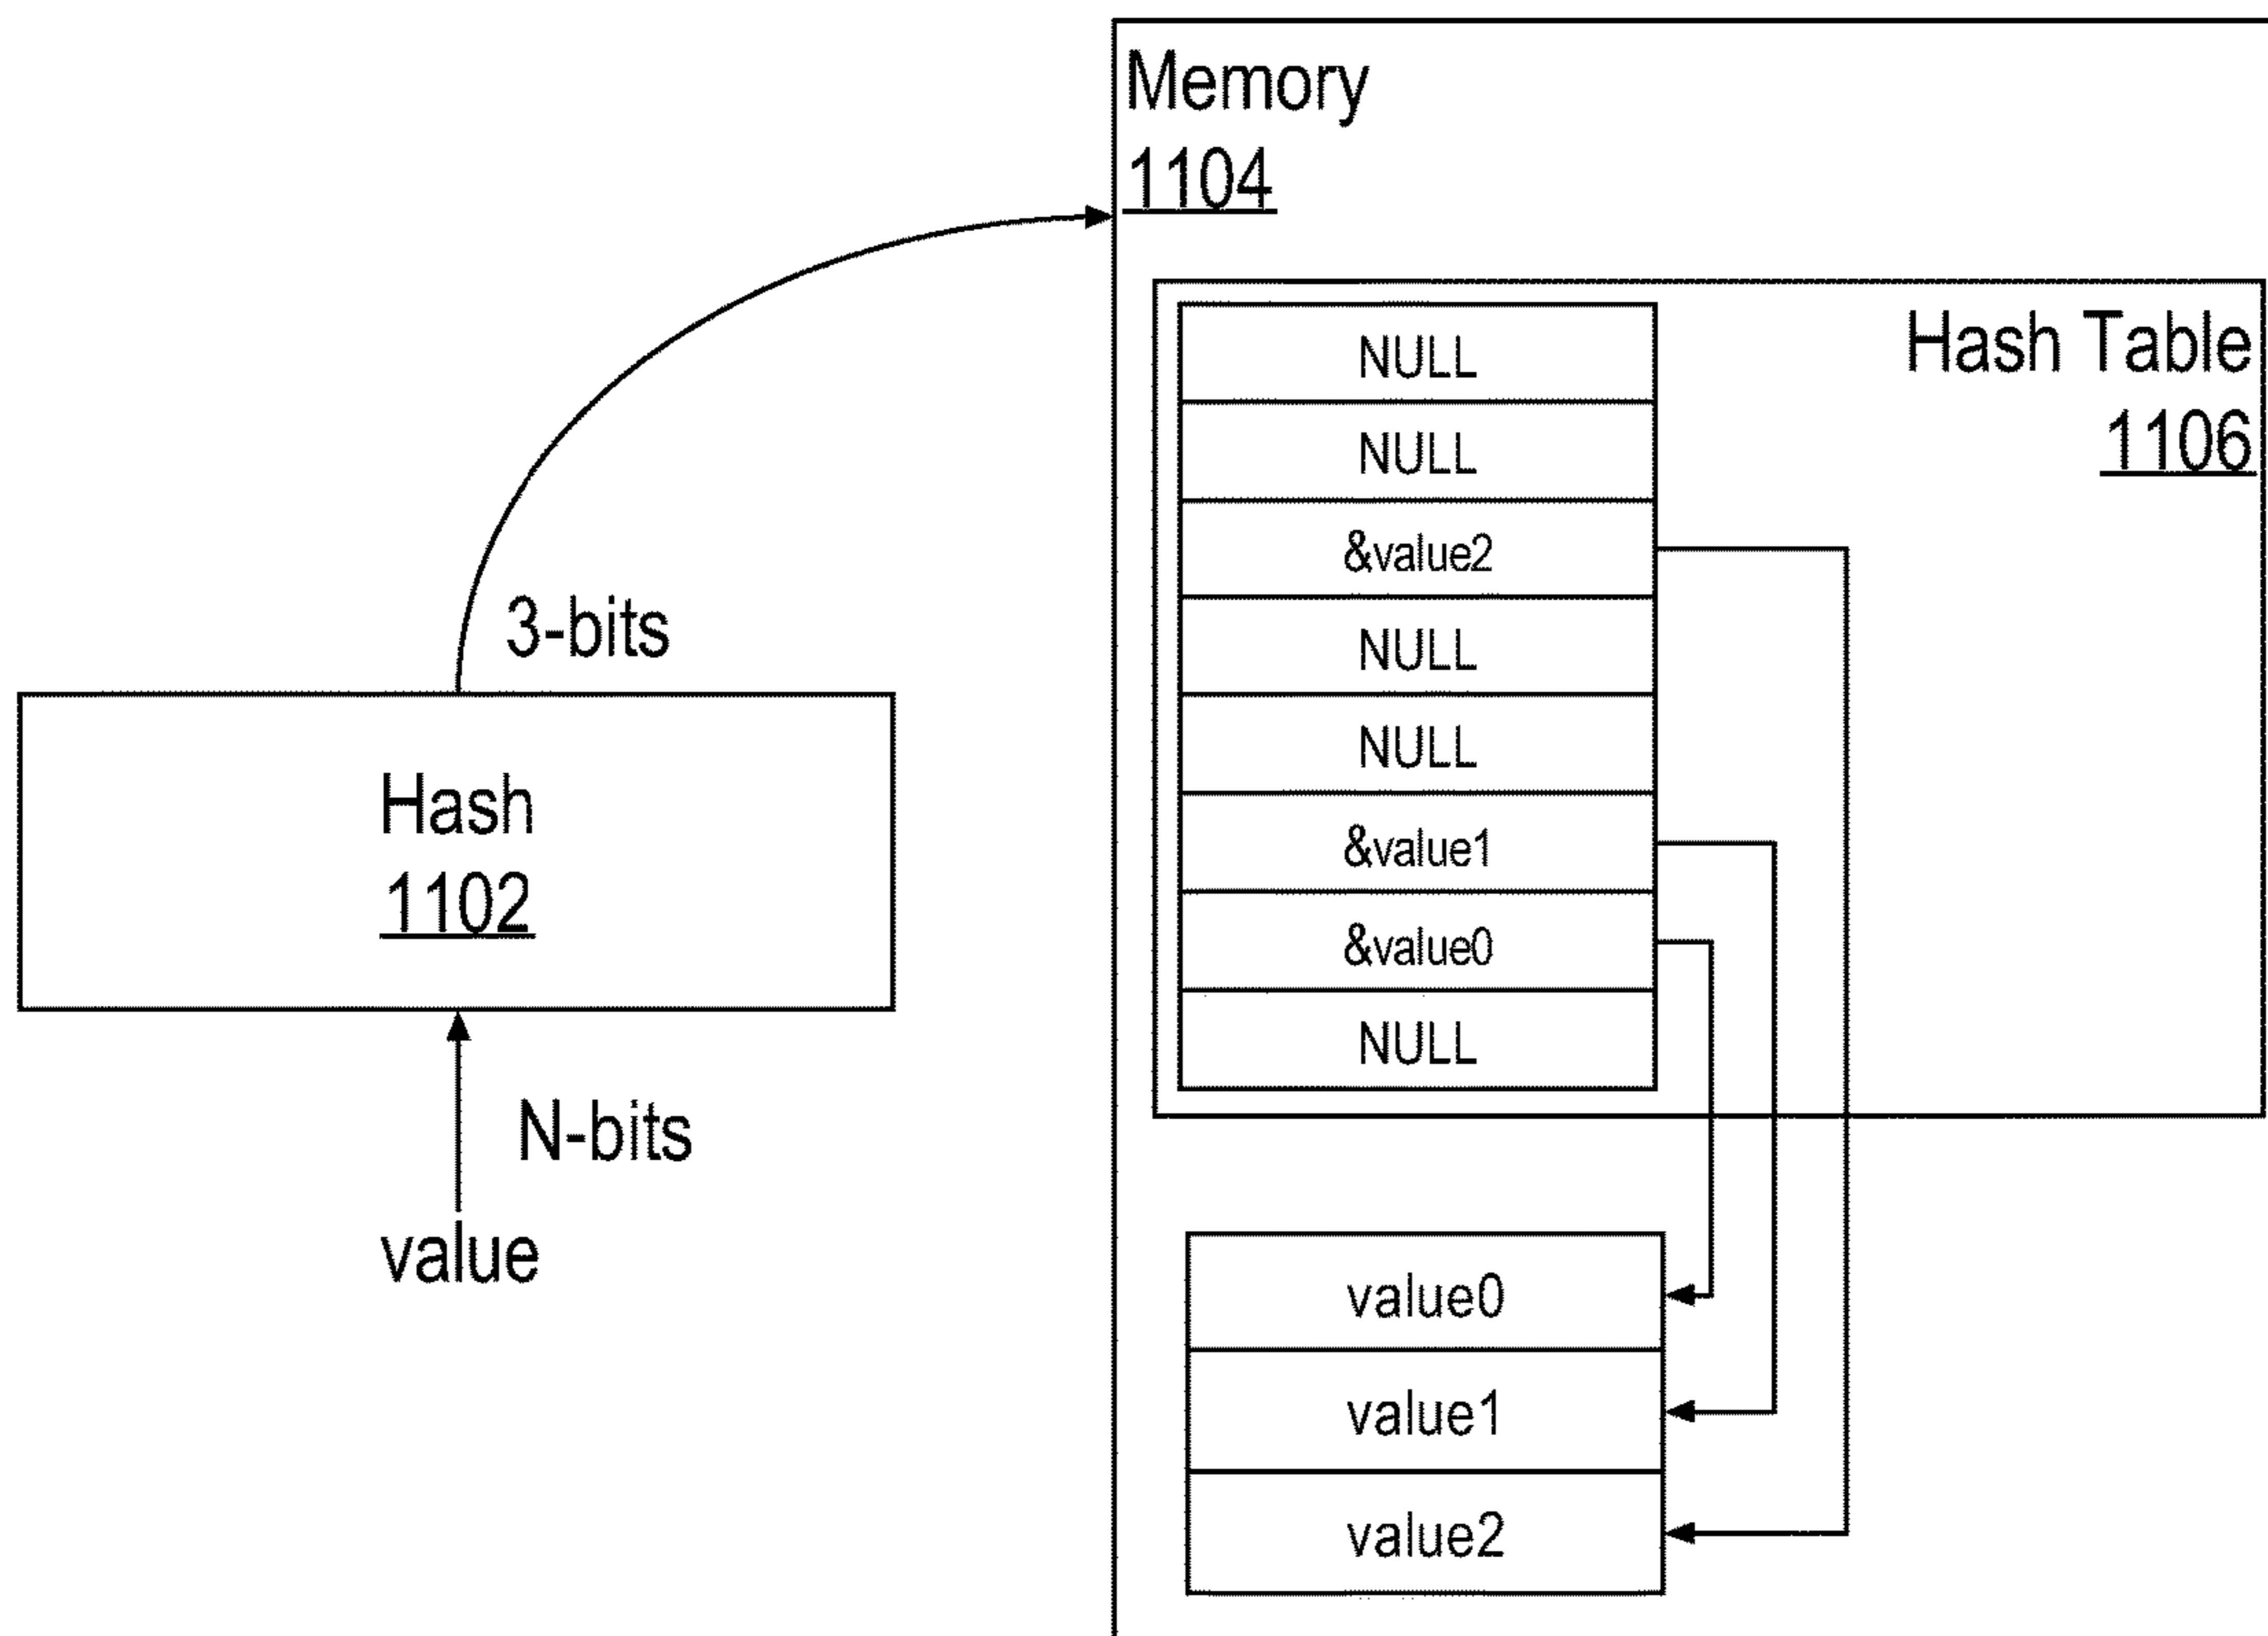 Memory
1104
Hash Table
1106
NULL
NULL
&value2
NULL
NULL
&value1
&value0
NULL
3-bits
Hash
1102
N-bits
value
value0
value1
value2